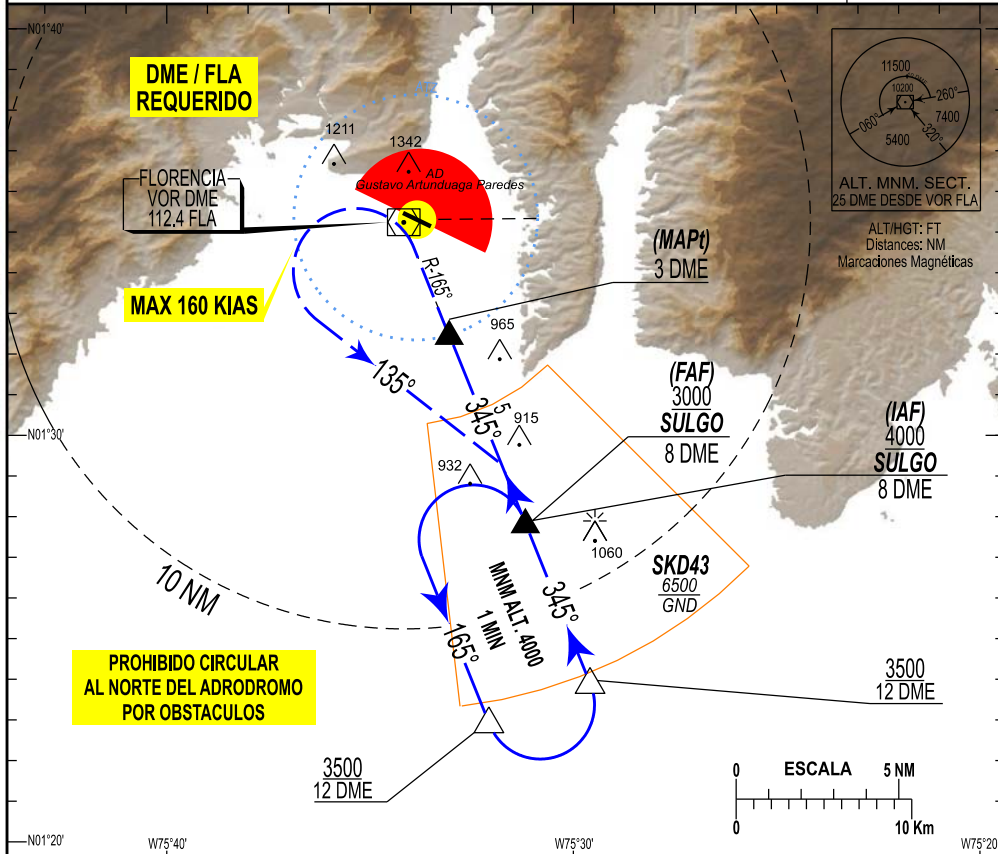 N01°40'
DME / FLA
REQUERIDO
1211
1342
AD
Gustavo Artunduaga Paredes
FLORENCIA
VOR DME
112.4 FLA
11500
10200
260°
7400
060°
320°
5400
ALT. MNM. SECT.
25 DME DESDE VOR FLA
ALT/HGT: FT
Distances: NM
Marcaciones Magnéticas
(MAPt)
3 DME
R-165°
MAX 160 KIAS
965
135°
345°
5
915
(FAF)
3000
SULGO
8 DME
(IAF)
4000
SULGO
8 DME
N01°30'
932
1060
SKD43
6500
GND
10 NM
MNM ALT. 4000
1 MIN
345°
165°
PROHIBIDO CIRCULAR
AL NORTE DEL ADRODROMO
POR OBSTACULOS
3500
12 DME
3500
12 DME
0 ESCALA 5 NM
0 10 Km
N01°20'
W75°40'
W75°30'
W75°20'